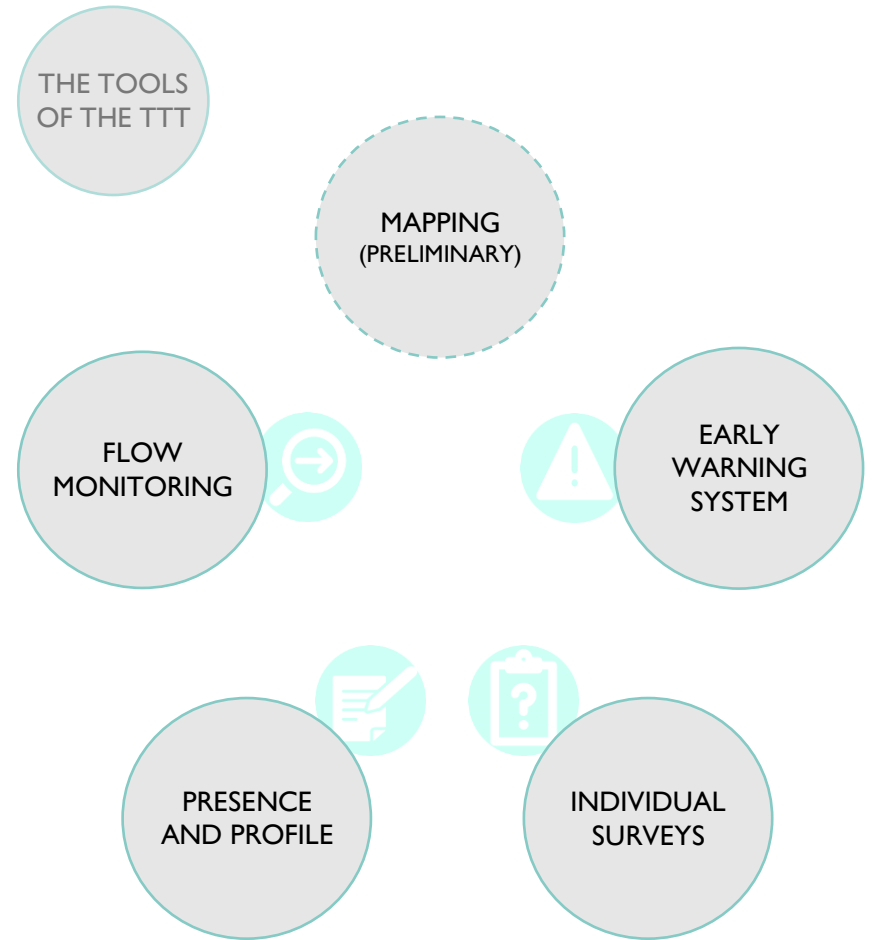 THE TOOLS
OF THE TTT
MAPPING
(PRELIMINARY)
FLOW
MONITORING
EARLY
WARNING
SYSTEM
PRESENCE
AND PROFILE
INDIVIDUAL
SURVEYS